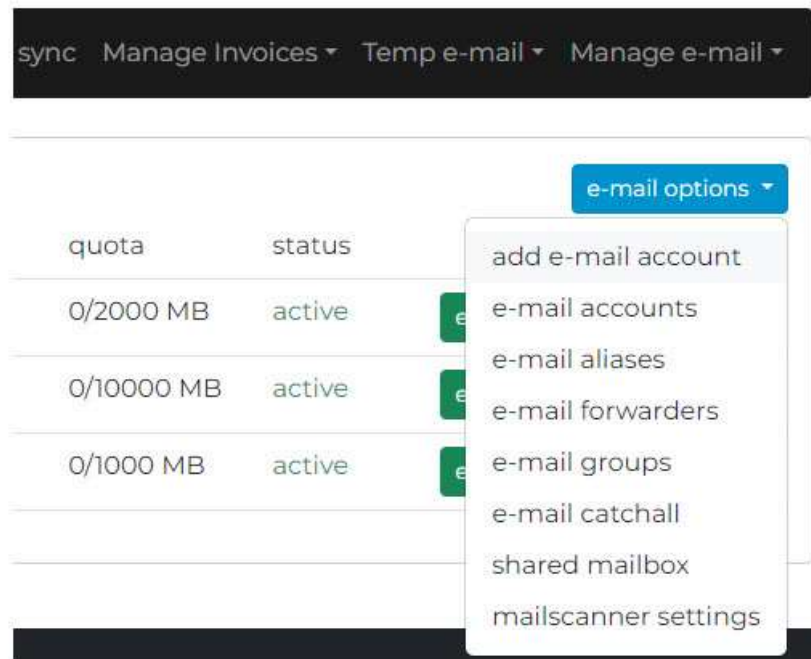 sync Manage Invoices Temp e-mail Manage e-mail
e-mail options
quota status
0/2000 MB active
0/10000 MB active
0/1000 MB active
add e-mail account
e-mail accounts
e-mail aliases
e-mail forwarders
e-mail groups
e-mail catchall
shared mailbox
mailscanner settings